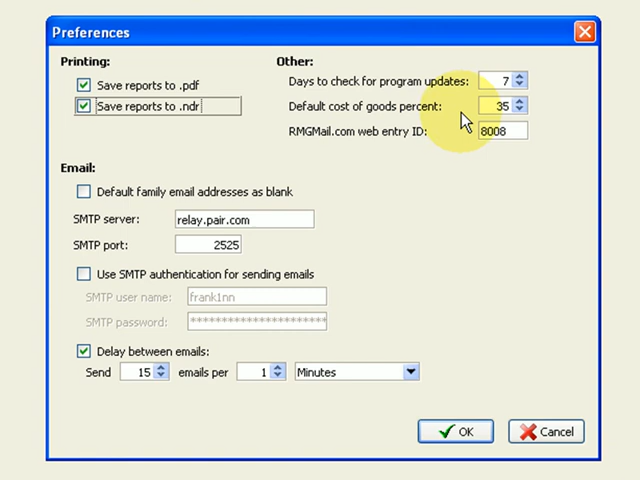 Preferences
Printing:
Save reports to .pdf
Save reports to .ndr
Other:
Days to check for program updates: 7
Default cost of goods percent: 35
RMGMail.com web entry ID: 8008
Email:
Default family email addresses as blank
SMTP server: relay.pair.com
SMTP port: 2525
Use SMTP authentication for sending emails
SMTP user name: frank1nn
SMTP password: ********************
Delay between emails:
Send 15 emails per 1 Minutes
OK Cancel